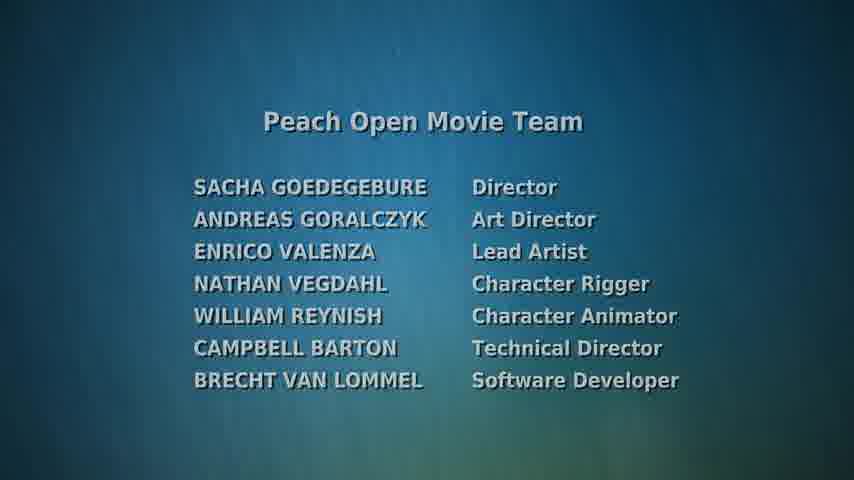 Peach Open Movie Team
SACHA GOEDEGEBURE Director
ANDREAS GORALCZYK Art Director
ENRICO VALENZA Lead Artist
NATHAN VEGDAHL Character Rigger
WILLIAM REYNISH Character Animator
CAMPBELL BARTON Technical Director
BRECHT VAN LOMMEL Software Developer